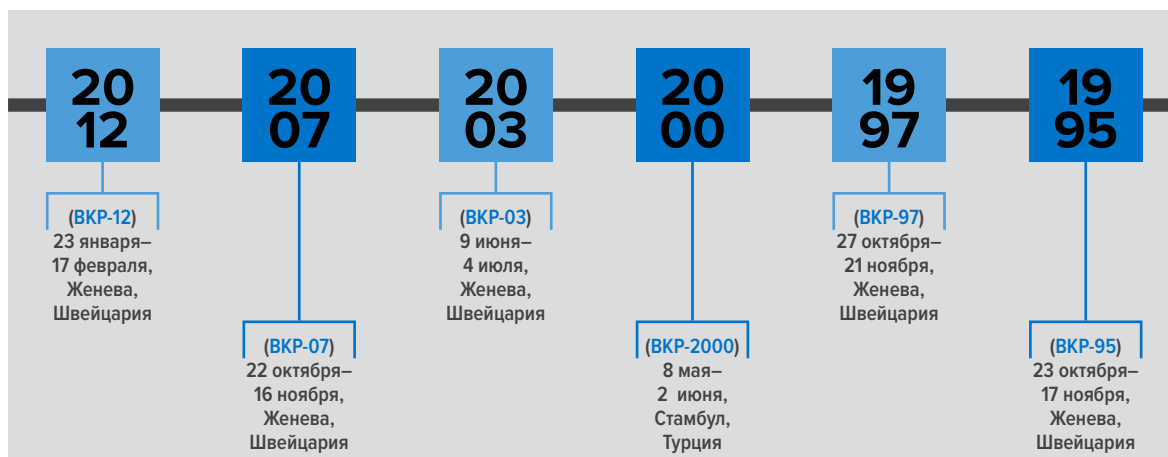 20
12
20
07
20
03
20
00
19
97
19
95
(ВКР-12)
23 января–
17 февраля,
Женева,
Швейцария
(ВКР-07)
22 октября–
16 ноября,
Женева,
Швейцария
(ВКР-03)
9 июня–
4 июля,
Женева,
Швейцария
(ВКР-2000)
8 мая–
2 июня,
Стамбул,
Турция
(ВКР-97)
27 октября–
21 ноября,
Женева,
Швейцария
(ВКР-95)
23 октября–
17 ноября,
Женева,
Швейцария